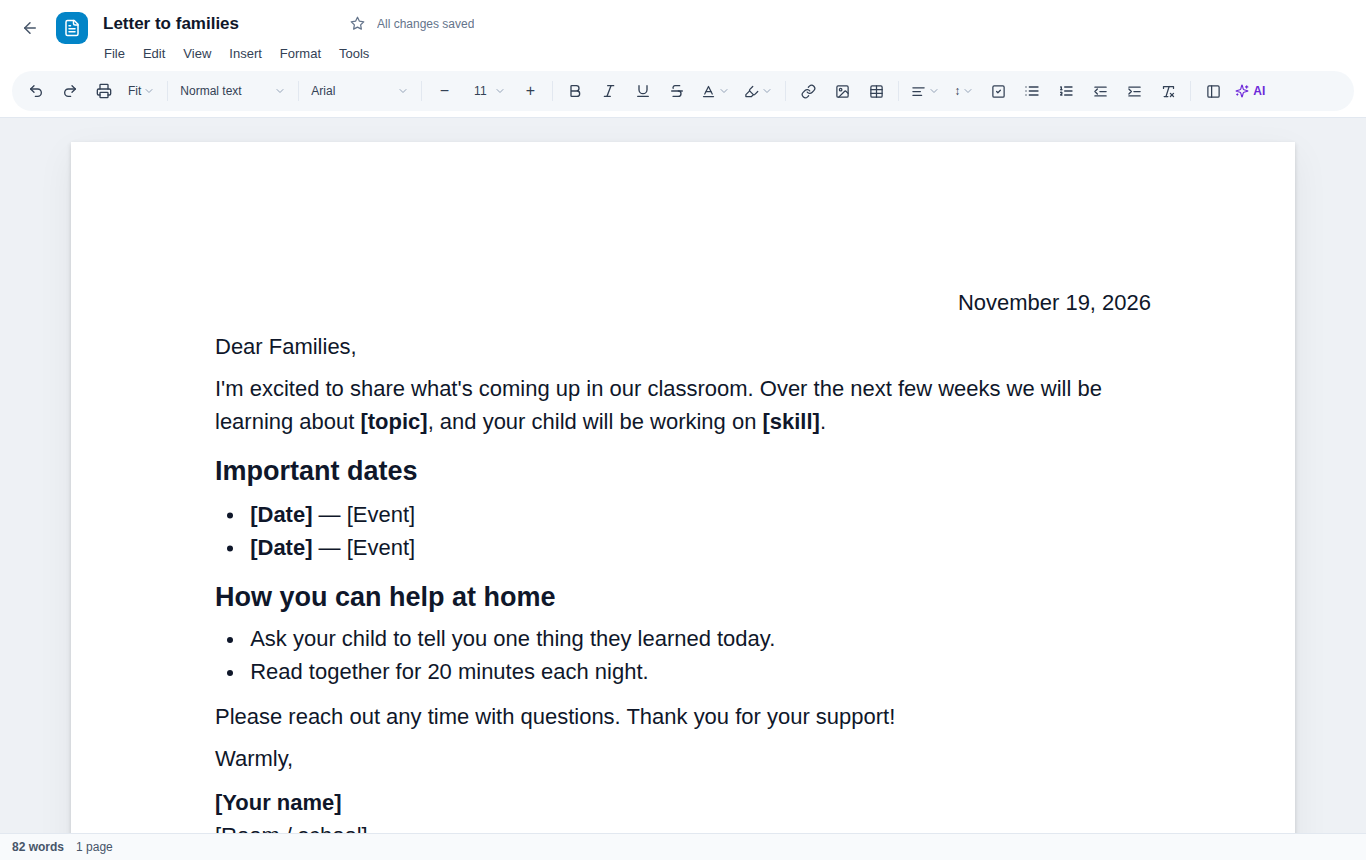 Letter to families
All changes saved
File Edit View Insert Format Tools
Fit Normal text Arial − 11 + AI
November 19, 2026
Dear Families,
I'm excited to share what's coming up in our classroom. Over the next few weeks we will be
learning about [topic], and your child will be working on [skill].
Important dates
• [Date] — [Event]
• [Date] — [Event]
How you can help at home
• Ask your child to tell you one thing they learned today.
• Read together for 20 minutes each night.
Please reach out any time with questions. Thank you for your support!
Warmly,
[Your name]
[Room / school]
82 words 1 page